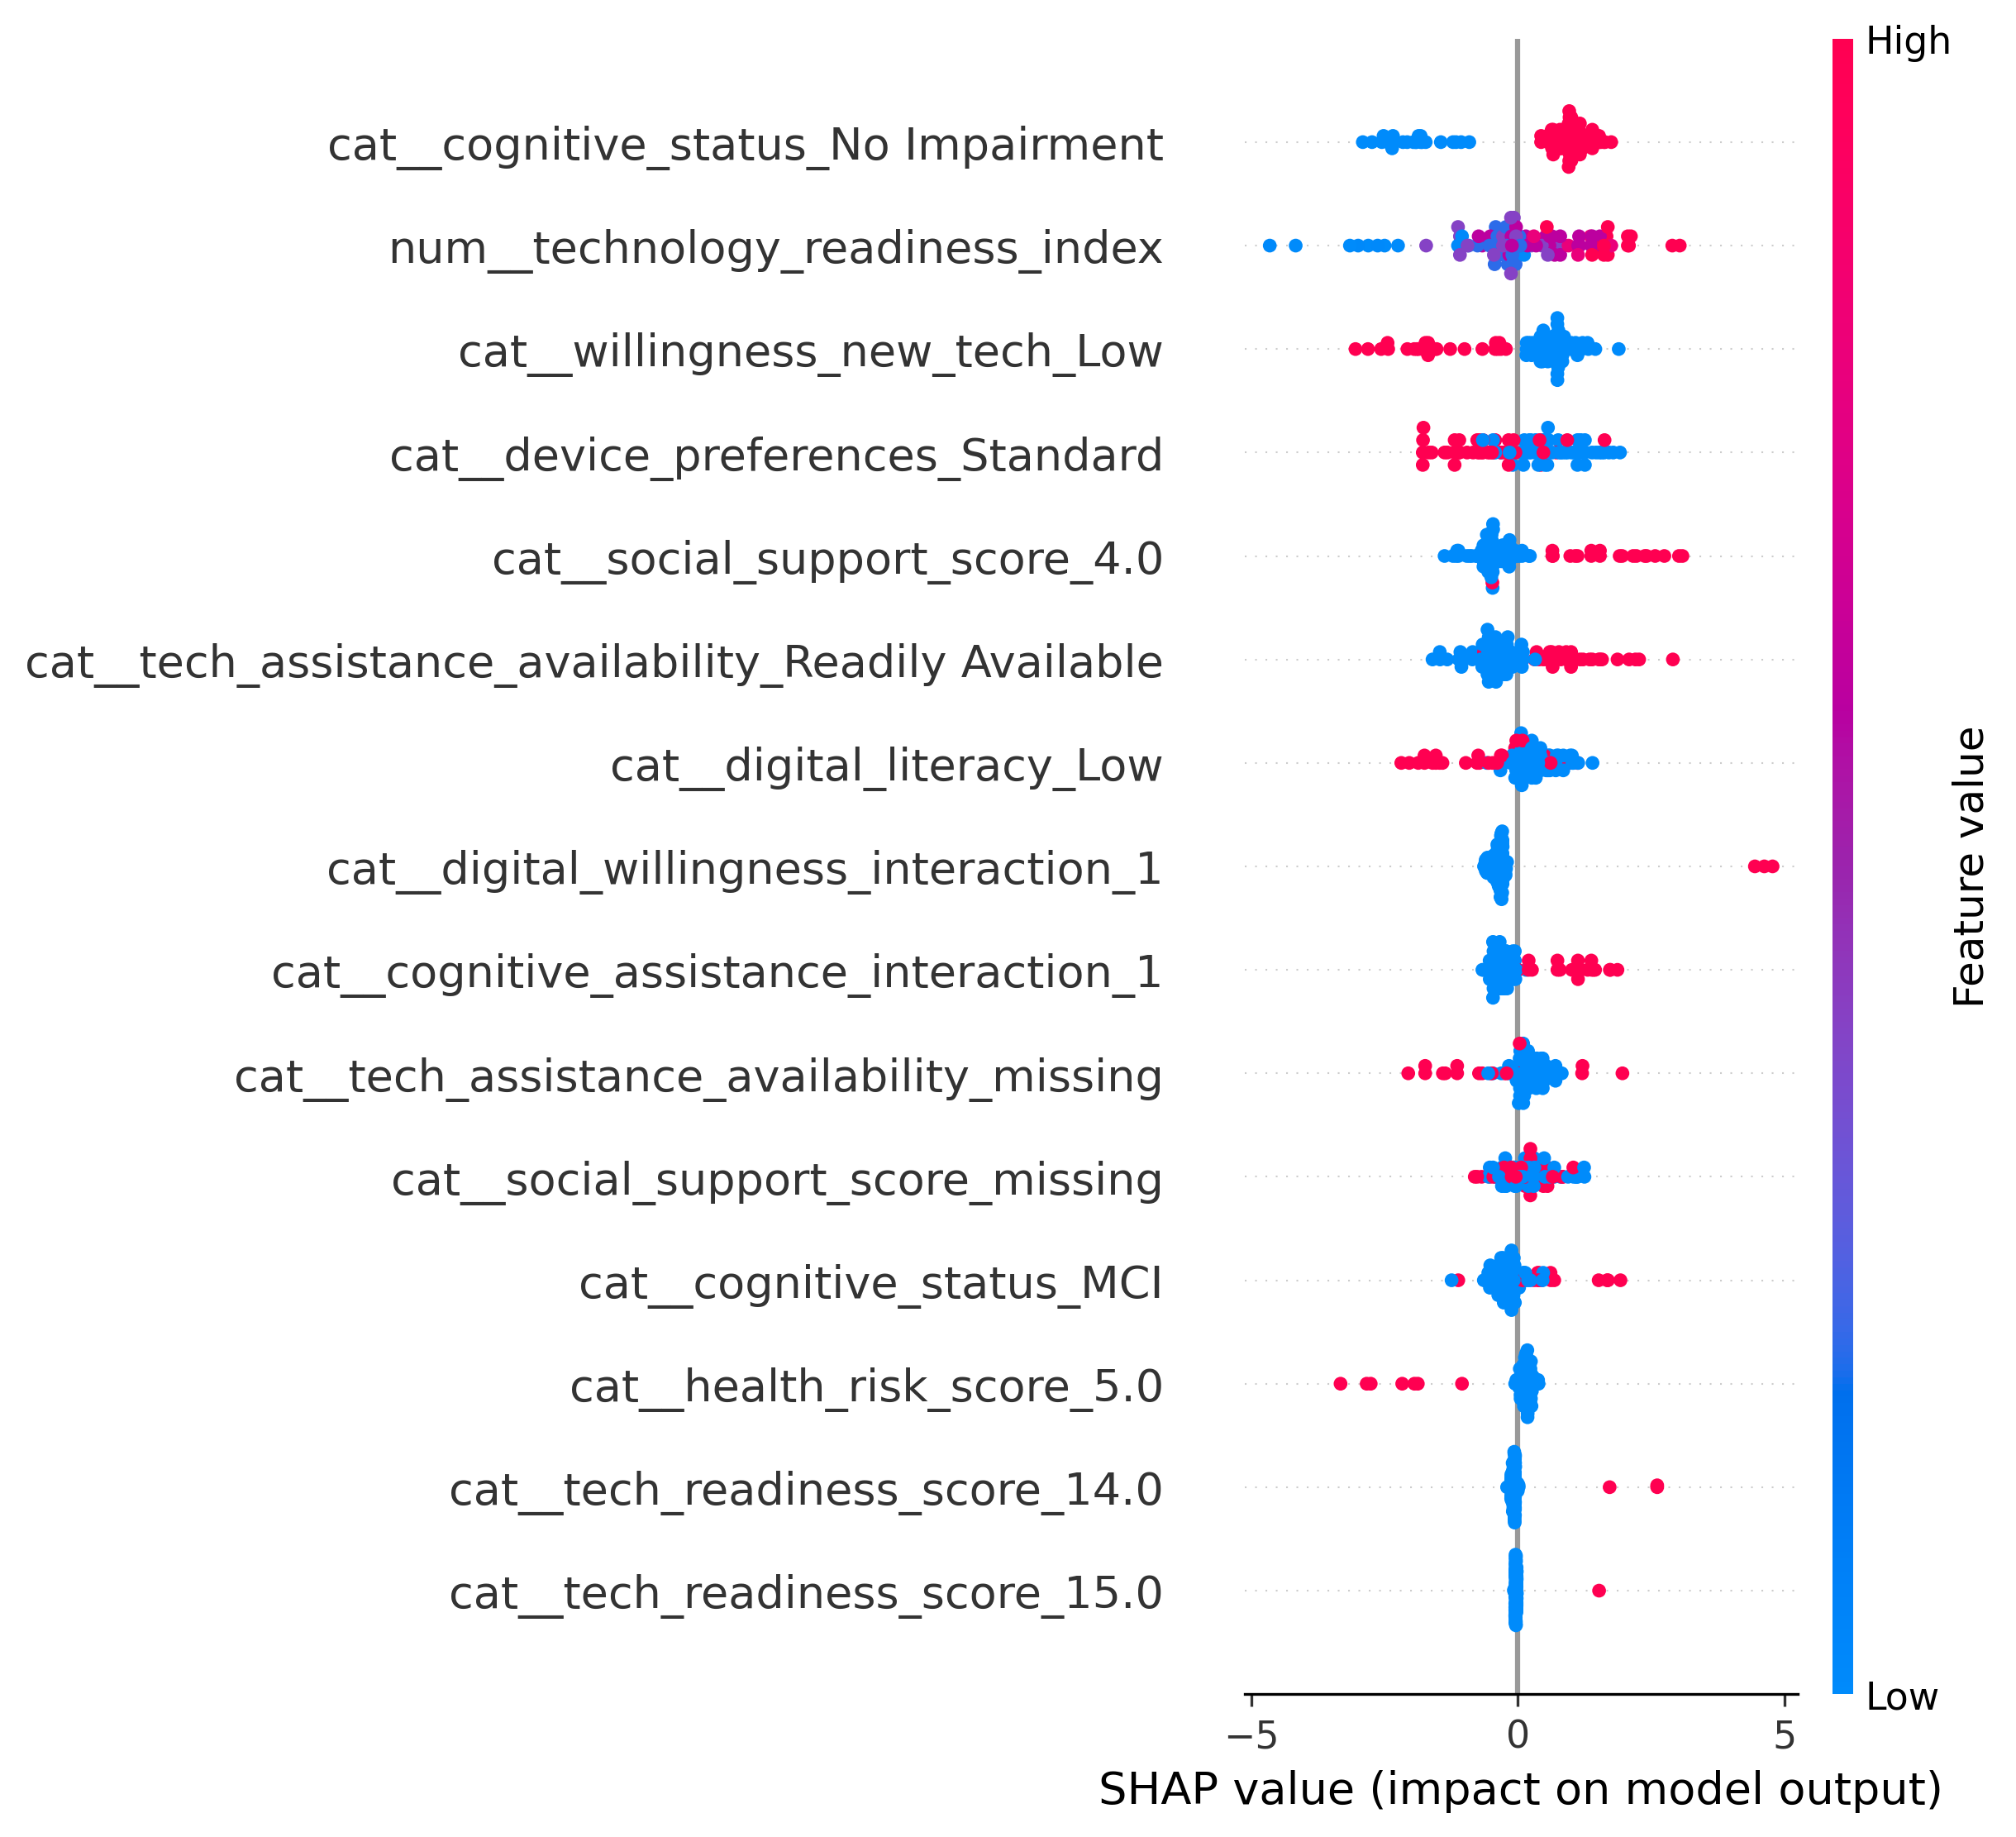 High
cat__cognitive_status_No Impairment
num__technology_readiness_index
cat__willingness_new_tech_Low
cat__device_preferences_Standard
cat__social_support_score_4.0
cat__tech_assistance_availability_Readily Available
cat__digital_literacy_Low
cat__digital_willingness_interaction_1
cat__cognitive_assistance_interaction_1
cat__tech_assistance_availability_missing
cat__social_support_score_missing
cat__cognitive_status_MCI
cat__health_risk_score_5.0
cat__tech_readiness_score_14.0
cat__tech_readiness_score_15.0
Feature value
Low
−5 0 5
SHAP value (impact on model output)